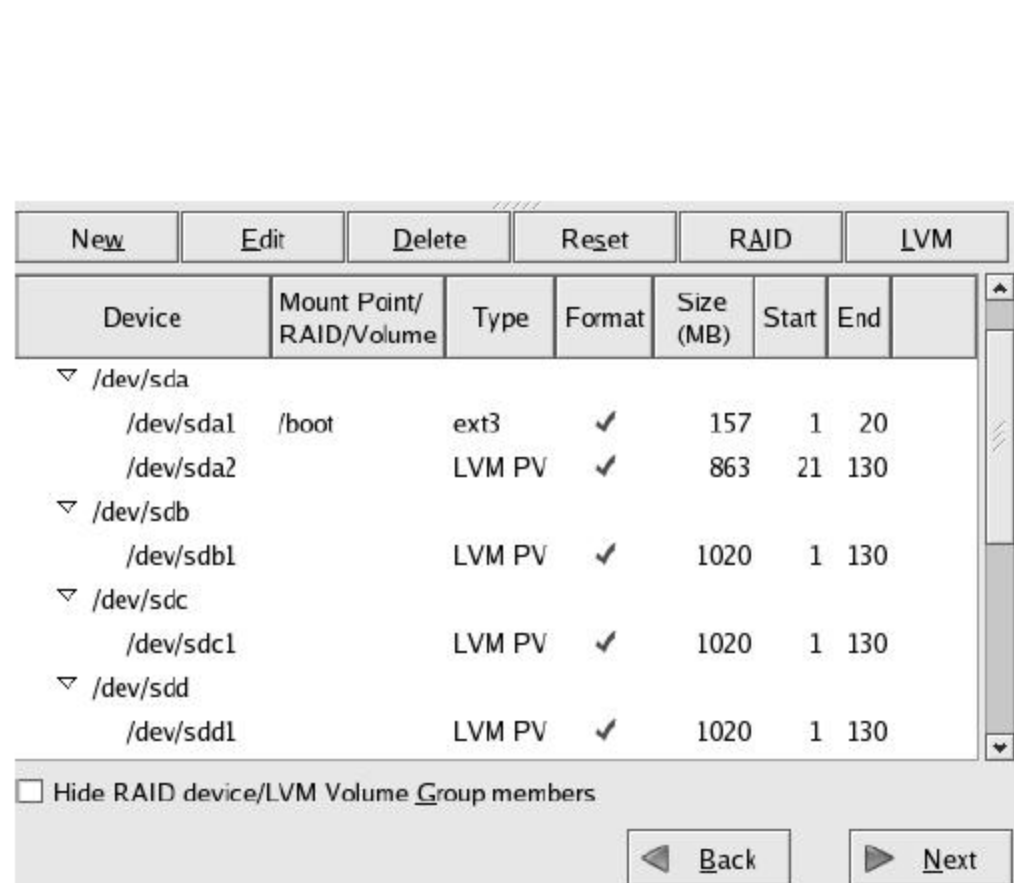 New Edit Delete Reset RAID LVM
Device Mount Point/ RAID/Volume Type Format Size (MB) Start End
/dev/sda
/dev/sda1 /boot ext3 157 1 20
/dev/sda2 LVM PV 863 21 130
/dev/sdb
/dev/sdb1 LVM PV 1020 1 130
/dev/sdc
/dev/sdc1 LVM PV 1020 1 130
/dev/sdd
/dev/sdd1 LVM PV 1020 1 130
Hide RAID device/LVM Volume Group members
Back Next